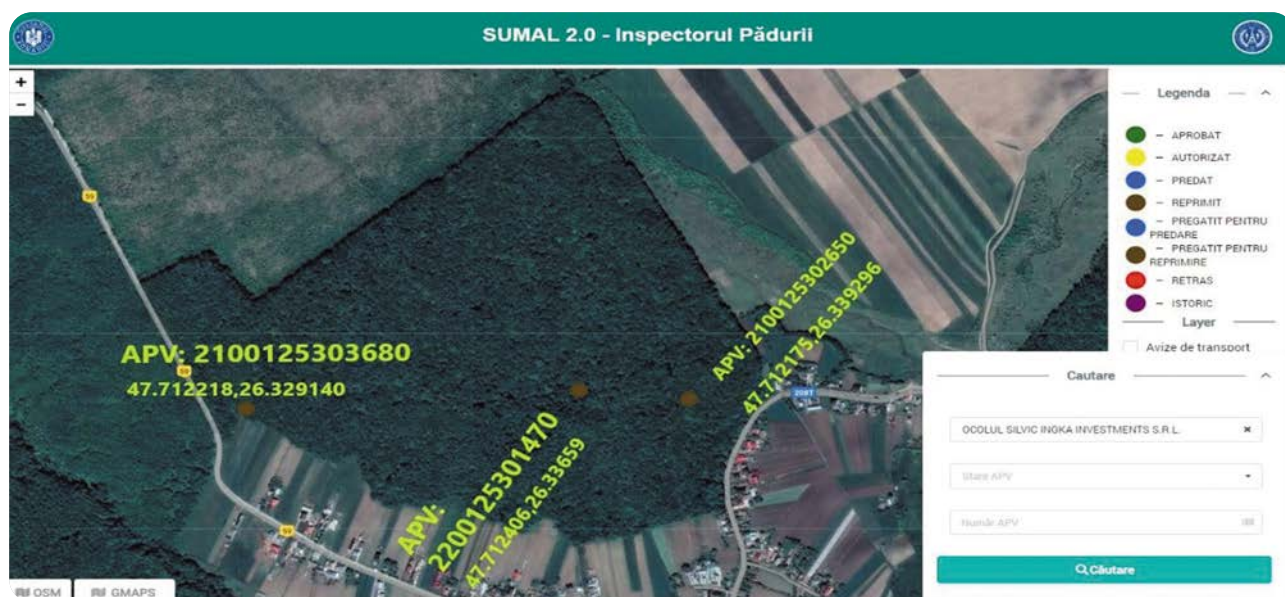 SUMAL 2.0 - Inspectorul Pădurii
+
−
Legenda
– APROBAT
– AUTORIZAT
– PREDAT
– REPRIMIT
– PREGATIT PENTRU
PREDARE
– PREGATIT PENTRU
REPRIMIRE
– RETRAS
– ISTORIC
Layer
Avize de transport
59
59
59
208T
APV: 2100125303680
47.712218,26.329140
APV:
2200125301470
47.712406,26.33659
APV: 2100125302650
47.712175,26.339296
Cautare
OCOLUL SILVIC INGKA INVESTMENTS S.R.L.
Stare APV
Număr APV
Căutare
OSM
GMAPS